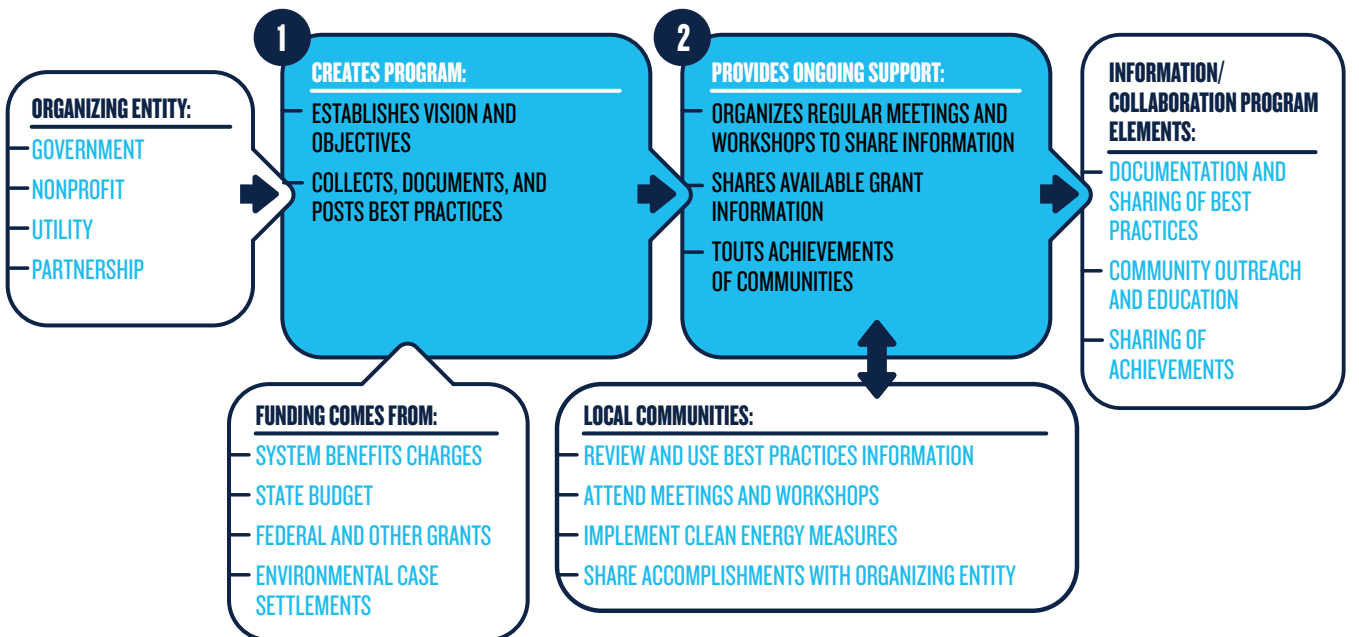 ORGANIZING ENTITY:
GOVERNMENT
NONPROFIT
UTILITY
PARTNERSHIP
1
CREATES PROGRAM:
ESTABLISHES VISION AND
OBJECTIVES
COLLECTS, DOCUMENTS, AND
POSTS BEST PRACTICES
2
PROVIDES ONGOING SUPPORT:
ORGANIZES REGULAR MEETINGS AND
WORKSHOPS TO SHARE INFORMATION
SHARES AVAILABLE GRANT
INFORMATION
TOUTS ACHIEVEMENTS
OF COMMUNITIES
INFORMATION/
COLLABORATION PROGRAM
ELEMENTS:
DOCUMENTATION AND
SHARING OF BEST
PRACTICES
COMMUNITY OUTREACH
AND EDUCATION
SHARING OF
ACHIEVEMENTS
FUNDING COMES FROM:
SYSTEM BENEFITS CHARGES
STATE BUDGET
FEDERAL AND OTHER GRANTS
ENVIRONMENTAL CASE
SETTLEMENTS
LOCAL COMMUNITIES:
REVIEW AND USE BEST PRACTICES INFORMATION
ATTEND MEETINGS AND WORKSHOPS
IMPLEMENT CLEAN ENERGY MEASURES
SHARE ACCOMPLISHMENTS WITH ORGANIZING ENTITY